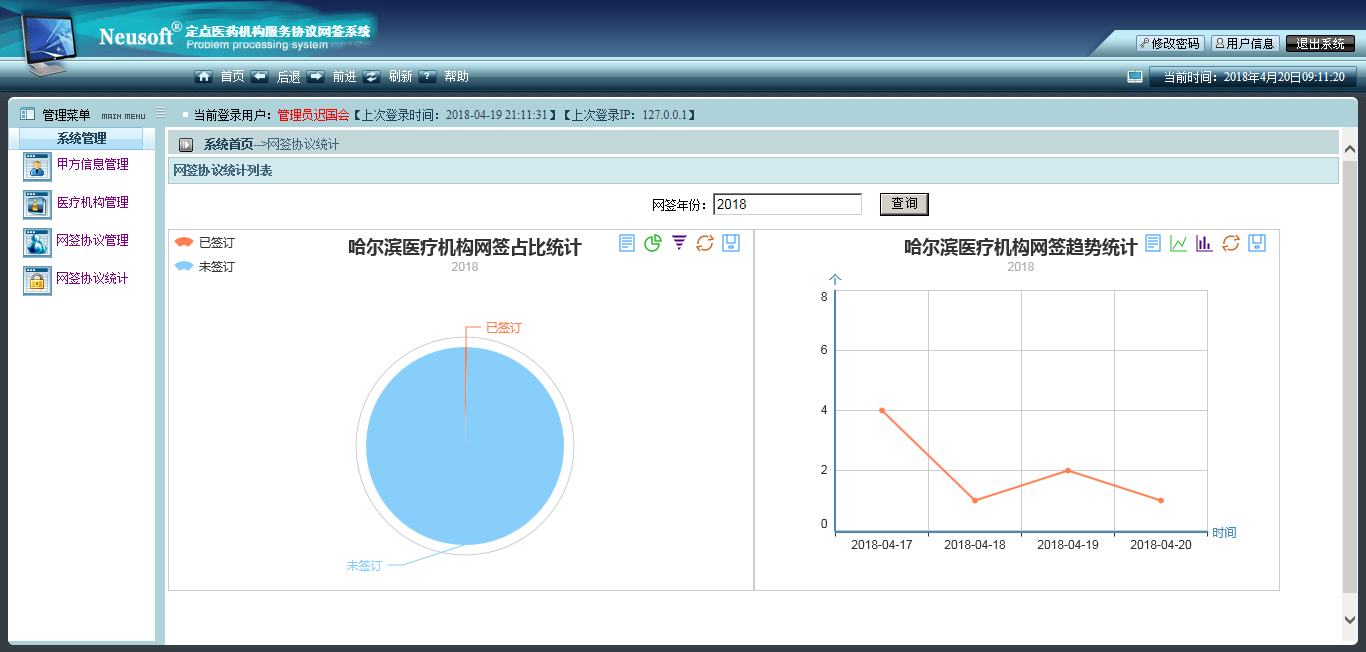 Neusoft® 定点医药机构服务协议网签系统
Problem processing system
修改密码 用户信息 退出系统
首页 后退 前进 刷新 ? 帮助
当前时间：2018年4月20日09:11:20
管理菜单 MAIN MENU
当前登录用户：管理员迟国会【上次登录时间：2018-04-19 21:11:31】【上次登录IP：127.0.0.1】
系统管理
甲方信息管理
医疗机构管理
网签协议管理
网签协议统计
系统首页-->网签协议统计
网签协议统计列表
网签年份：2018 查询
已签订
未签订
哈尔滨医疗机构网签占比统计
2018
已签订
未签订
哈尔滨医疗机构网签趋势统计
2018
个
8
6
4
2
0
时间
2018-04-17 2018-04-18 2018-04-19 2018-04-20